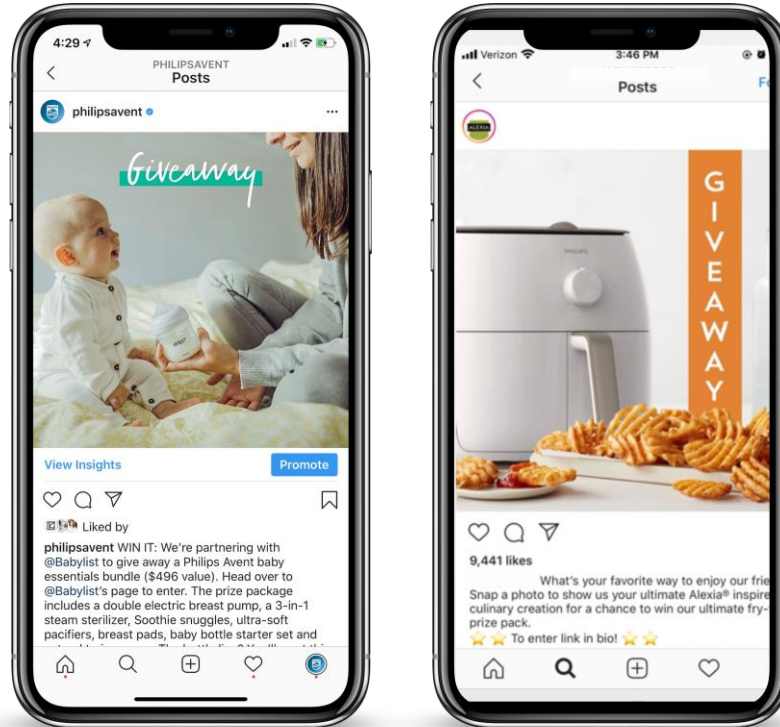 4:29
PHILIPSAVENT
Posts
philipsavent
Giveaway
AVENT
View Insights
Promote
Liked by
philipsavent WIN IT: We're partnering with
@Babylist to give away a Philips Avent baby
essentials bundle ($496 value). Head over to
@Babylist's page to enter. The prize package
includes a double electric breast pump, a 3-in-1
steam sterilizer, Soothie snuggles, ultra-soft
pacifiers, breast pads, baby bottle starter set and
Verizon
3:46 PM
Posts
ALEXIA
GIVEAWAY
PHILIPS
9,441 likes
What's your favorite way to enjoy our frie
Snap a photo to show us your ultimate Alexia® inspire
culinary creation for a chance to win our ultimate fry-
prize pack.
To enter link in bio!